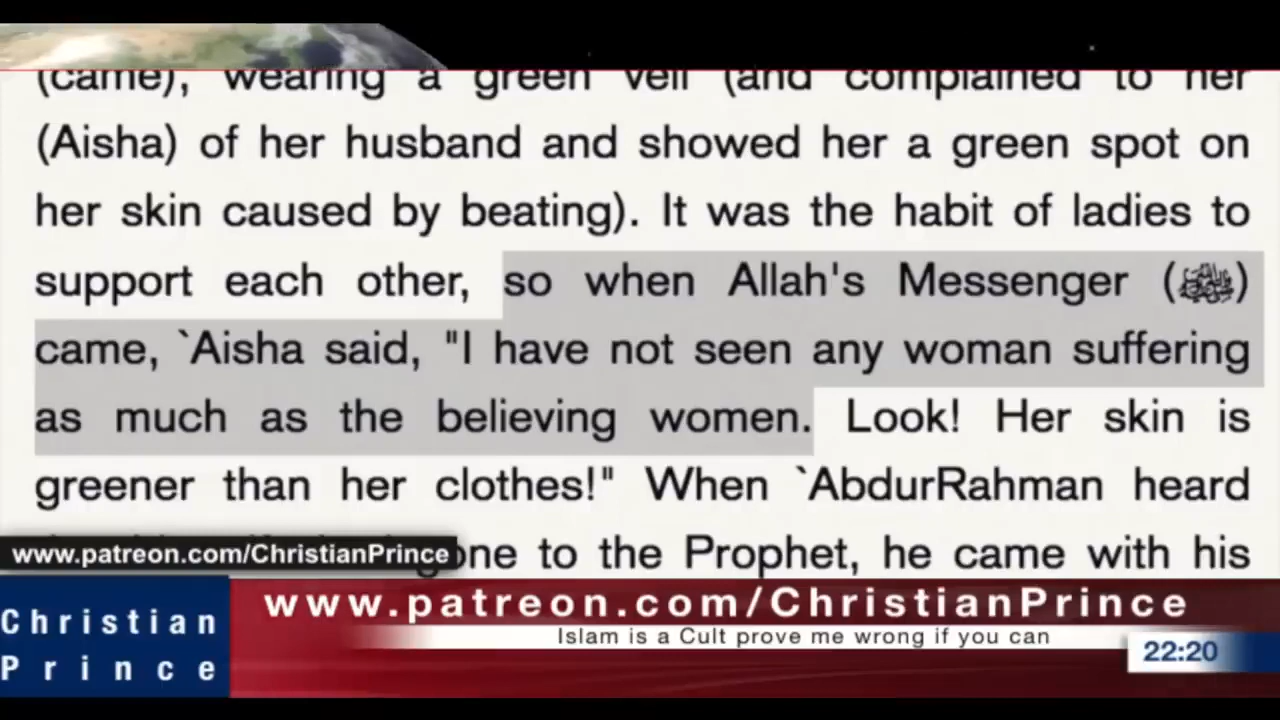 (came), wearing a green veil (and complained to her
(Aisha) of her husband and showed her a green spot on
her skin caused by beating). It was the habit of ladies to
support each other, so when Allah's Messenger (ﷺ)
came, `Aisha said, "I have not seen any woman suffering
as much as the believing women. Look! Her skin is
greener than her clothes!" When `AbdurRahman heard
to the Prophet, he came with his
www.patreon.com/ChristianPrince
www.patreon.com/ChristianPrince
Islam is a Cult prove me wrong if you can
Christian
Prince
22:20